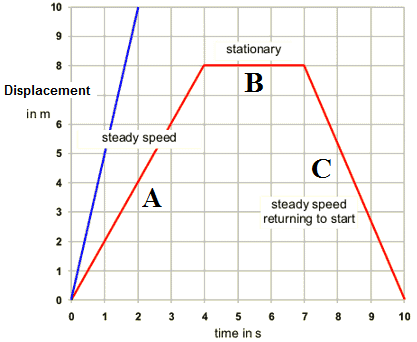 10
9
8
Displacement
in m
6
5
4
3
2
1
0
stationary
B
steady speed
A
C
steady speed
returning to start
0 1 2 3 4 5 6 7 8 9 10
time in s